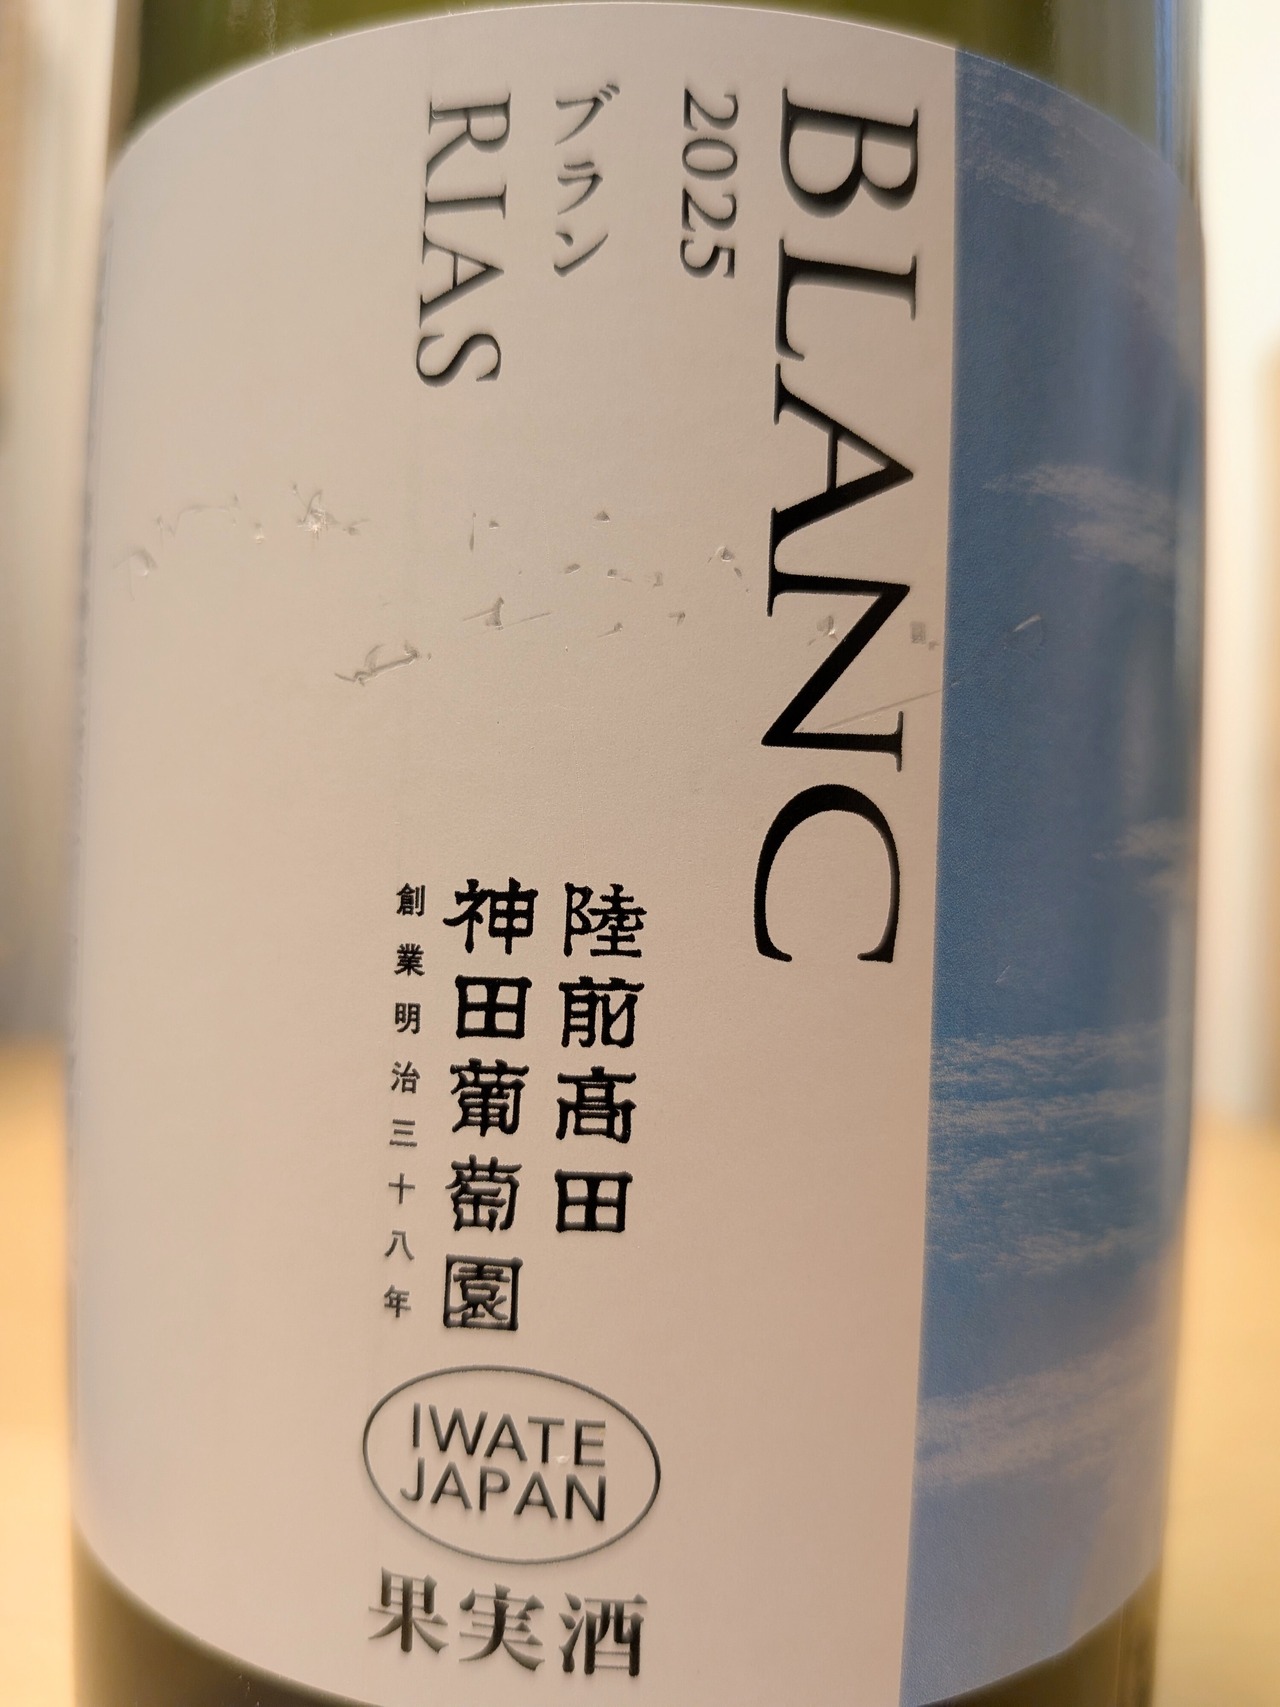 BLANC
2025
ブラン
RIAS
陸前高田
神田葡萄園
創業明治三十八年
IWATE
JAPAN
果実酒